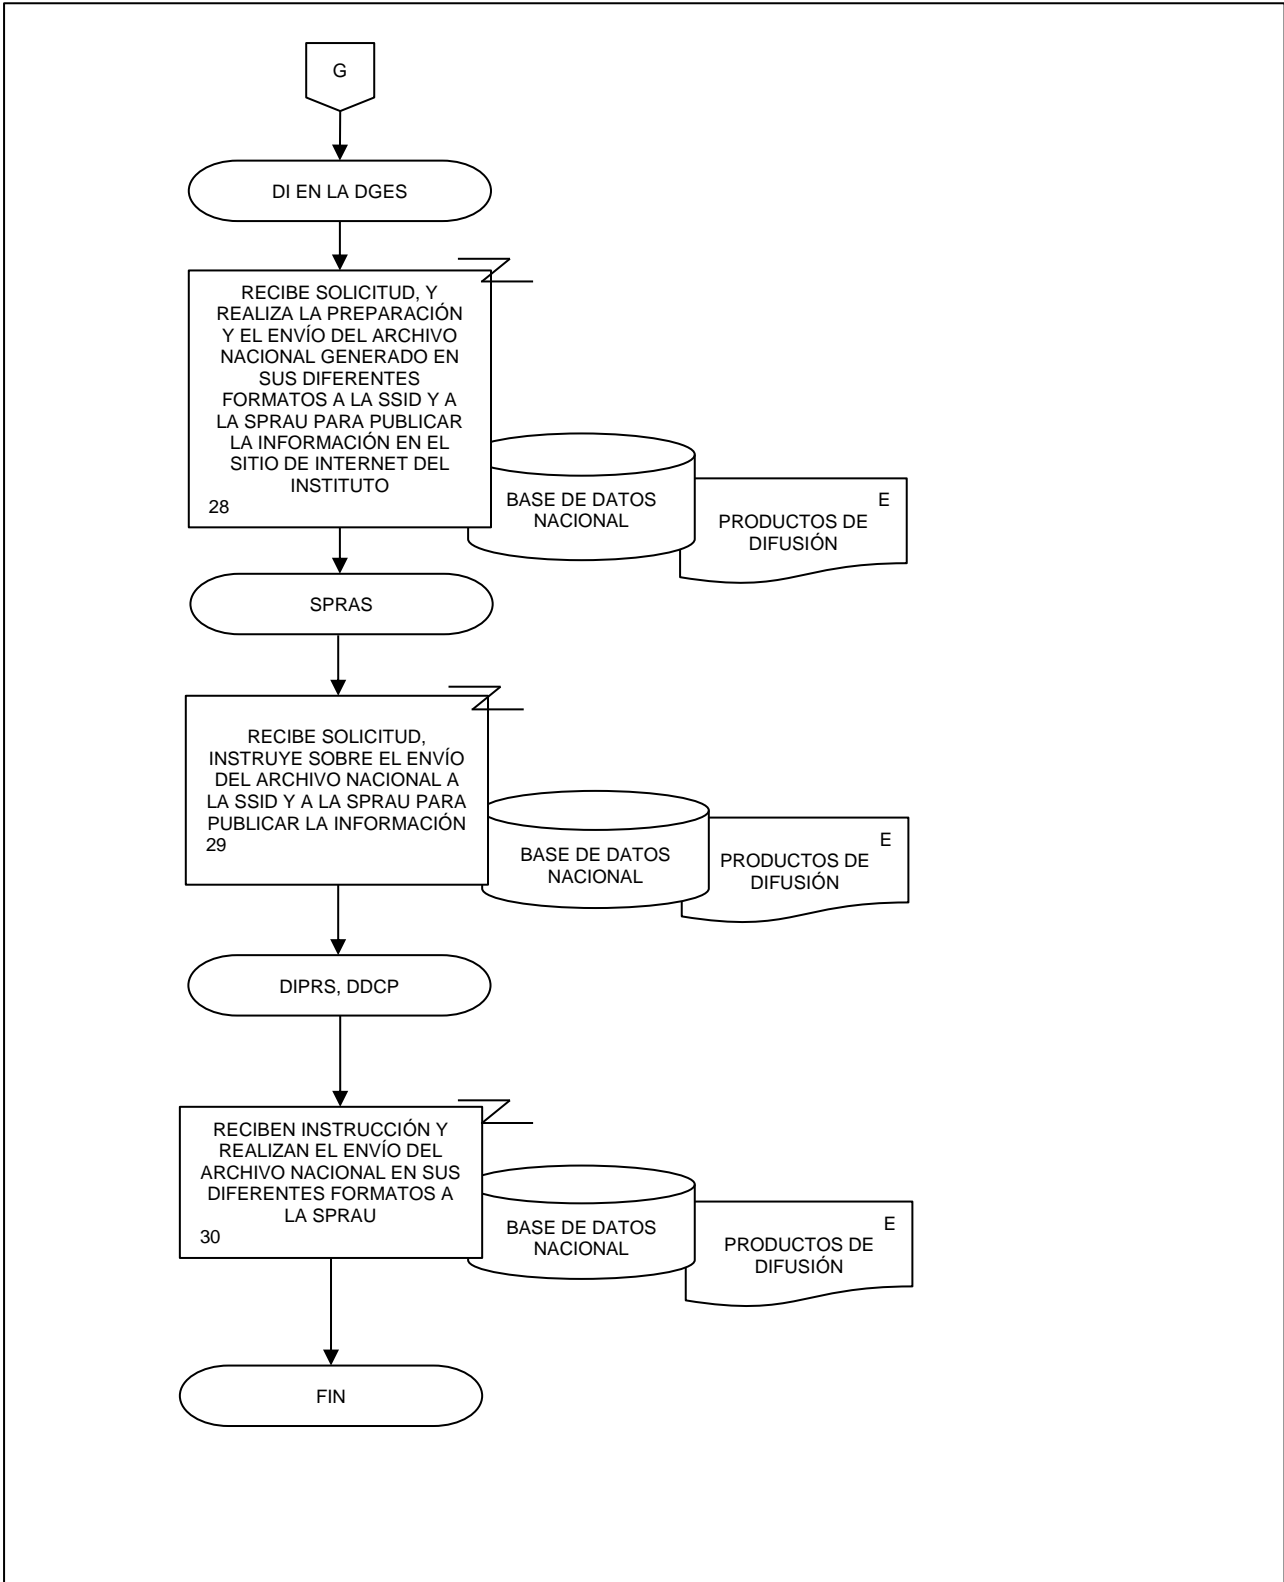 G
DI EN LA DGES
RECIBE SOLICITUD, Y
REALIZA LA PREPARACIÓN
Y EL ENVÍO DEL ARCHIVO
NACIONAL GENERADO EN
SUS DIFERENTES
FORMATOS A LA SSID Y A
LA SPRAU PARA PUBLICAR
LA INFORMACIÓN EN EL
SITIO DE INTERNET DEL
INSTITUTO
28
BASE DE DATOS
NACIONAL
E
PRODUCTOS DE
DIFUSIÓN
SPRAS
RECIBE SOLICITUD,
INSTRUYE SOBRE EL ENVÍO
DEL ARCHIVO NACIONAL A
LA SSID Y A LA SPRAU PARA
PUBLICAR LA INFORMACIÓN
29
BASE DE DATOS
NACIONAL
E
PRODUCTOS DE
DIFUSIÓN
DIPRS, DDCP
RECIBEN INSTRUCCIÓN Y
REALIZAN EL ENVÍO DEL
ARCHIVO NACIONAL EN SUS
DIFERENTES FORMATOS A
LA SPRAU
30
BASE DE DATOS
NACIONAL
E
PRODUCTOS DE
DIFUSIÓN
FIN